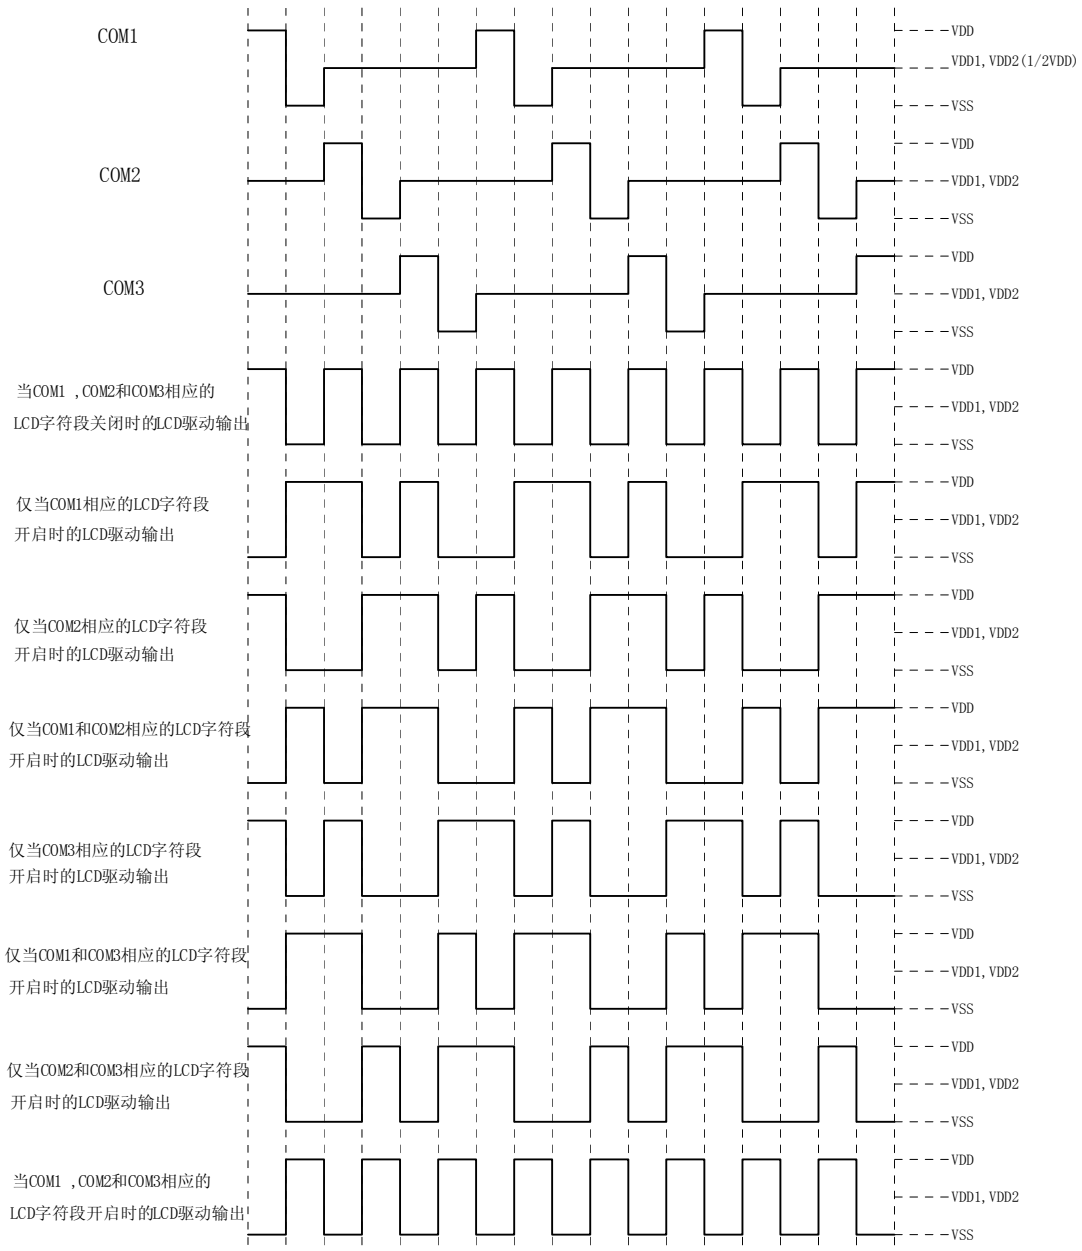 COM1
VDD
VDD1, VDD2(1/2VDD)
VSS
COM2
VDD
VDD1, VDD2
VSS
COM3
VDD
VDD1, VDD2
VSS
当COM1 ,COM2和COM3相应的
LCD字符段关闭时的LCD驱动输出
VDD
VDD1, VDD2
VSS
仅当COM1相应的LCD字符段
开启时的LCD驱动输出
VDD
VDD1, VDD2
VSS
仅当COM2相应的LCD字符段
开启时的LCD驱动输出
VDD
VDD1, VDD2
VSS
仅当COM1和COM2相应的LCD字符段
开启时的LCD驱动输出
VDD
VDD1, VDD2
VSS
仅当COM3相应的LCD字符段
开启时的LCD驱动输出
VDD
VDD1, VDD2
VSS
仅当COM1和COM3相应的LCD字符段
开启时的LCD驱动输出
VDD
VDD1, VDD2
VSS
仅当COM2和COM3相应的LCD字符段
开启时的LCD驱动输出
VDD
VDD1, VDD2
VSS
当COM1 ,COM2和COM3相应的
LCD字符段开启时的LCD驱动输出
VDD
VDD1, VDD2
VSS